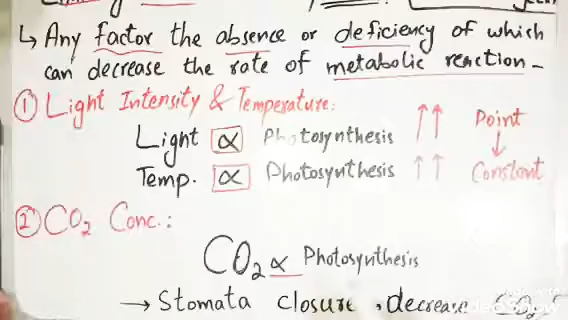 ↳ Any factor the absence or deficiency of which
can decrease the rate of metabolic reaction -
① Light Intensity & Temperature:
Light ∝ Photosynthesis ↑↑ Point
↓
Temp. ∝ Photosynthesis ↑↑ Constant
② CO₂ Conc.:
CO₂ ∝ Photosynthesis
→ Stomata closure, decrease CO₂